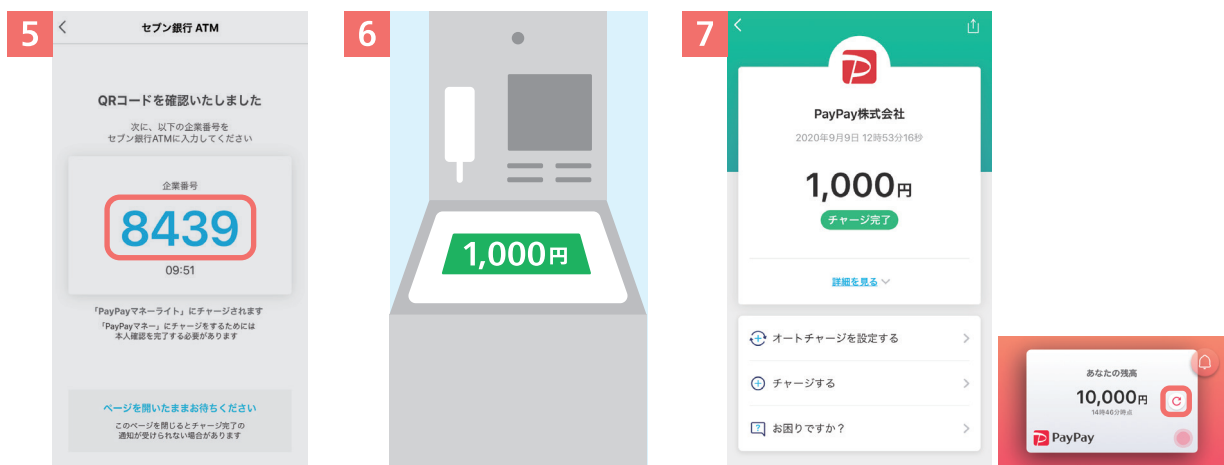 5
セブン銀行 ATM
QRコードを確認いたしました
次に、以下の企業番号を
セブン銀行ATMに入力してください
企業番号
8439
09:51
「PayPayマネーライト」にチャージされます
「PayPayマネー」にチャージをするためには
本人確認を完了する必要があります
ページを開いたままお待ちください
このページを閉じるとチャージ完了の
通知が受けられない場合があります
6
1,000円
7
PayPay株式会社
2020年9月9日 12時53分16秒
1,000円
チャージ完了
詳細を見る
オートチャージを設定する
チャージする
お困りですか?
あなたの残高
10,000円
14時46分時点
PayPay